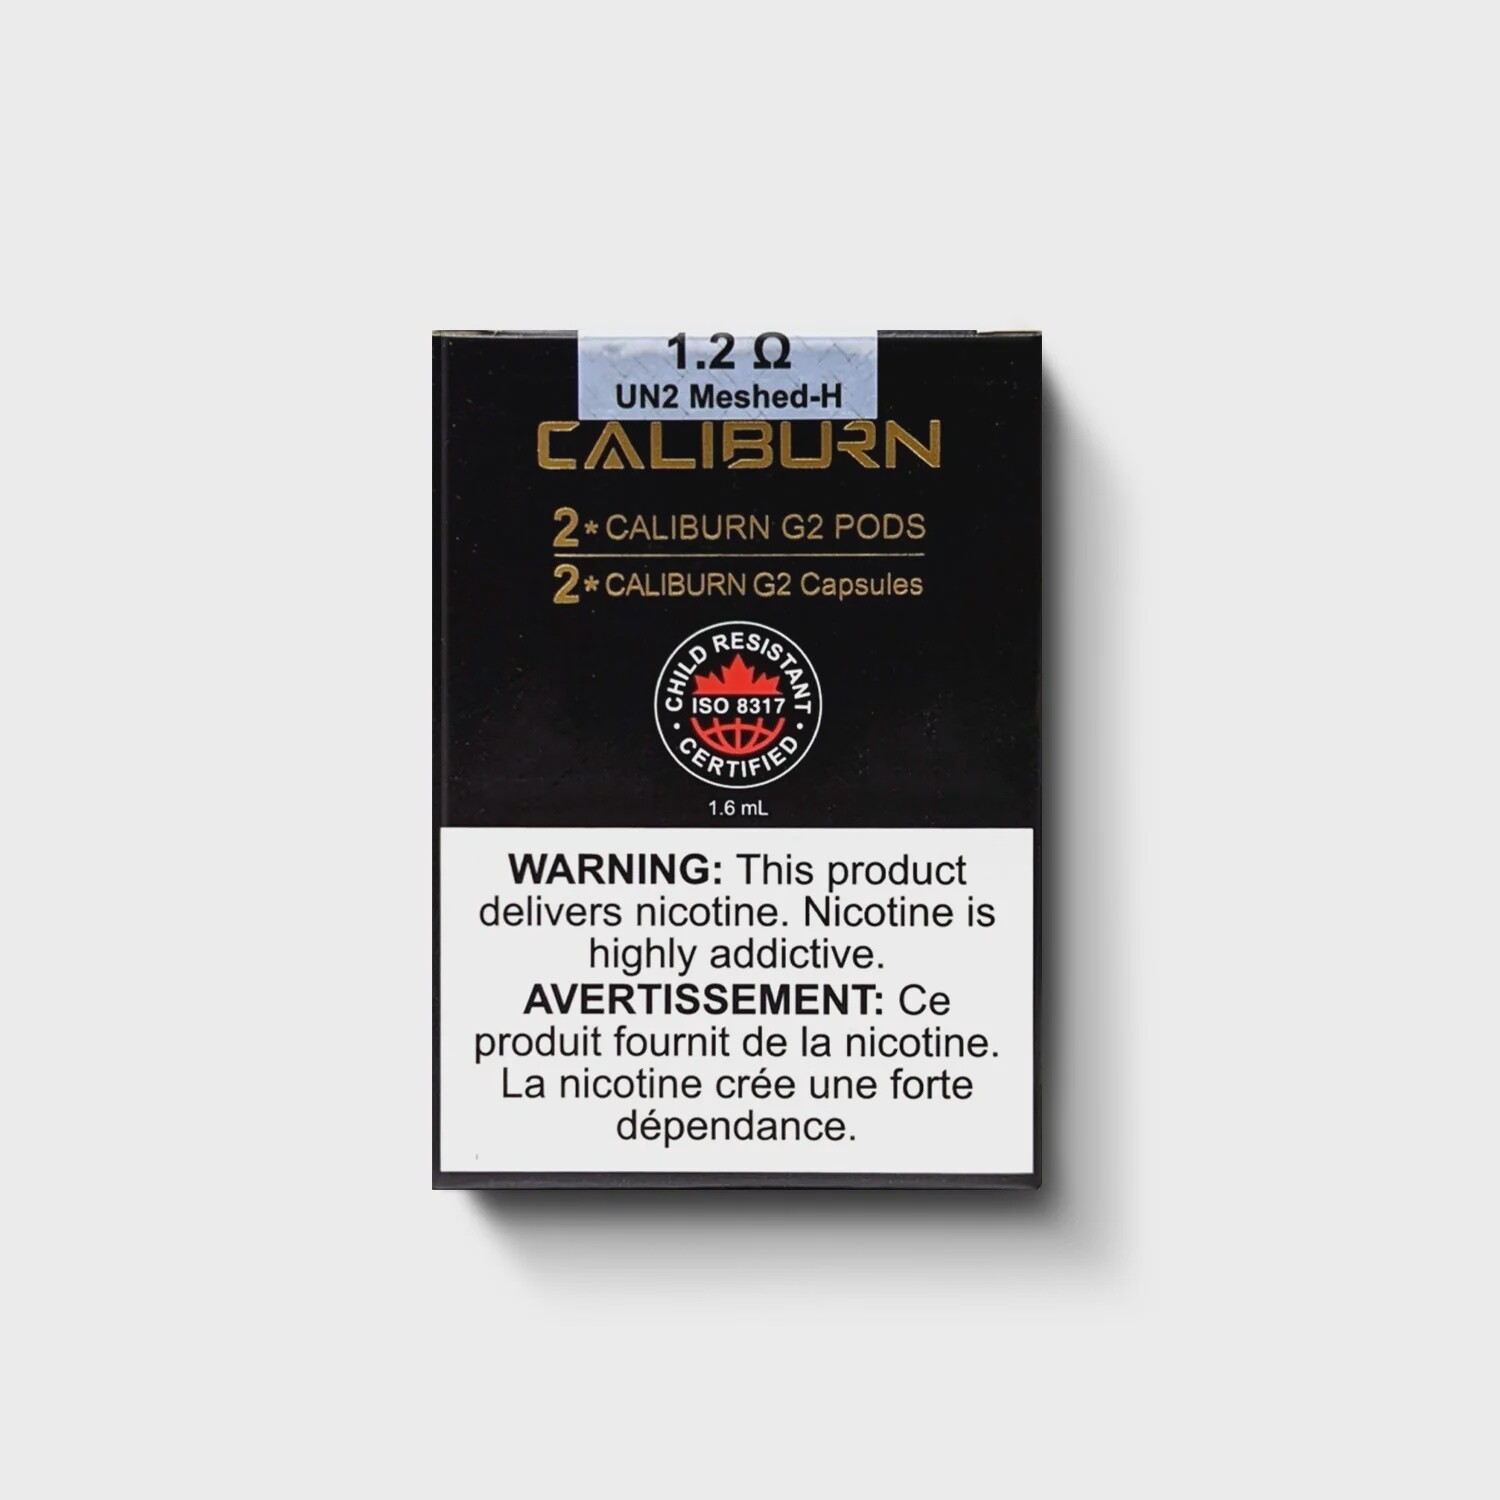 1.2 Ω
UN2 Meshed-H
CALIBURN
2* CALIBURN G2 PODS
2* CALIBURN G2 Capsules
CHILD RESISTANT
ISO 8317
• CERTIFIED •
1.6 mL
WARNING: This product
delivers nicotine. Nicotine is
highly addictive.
AVERTISSEMENT: Ce
produit fournit de la nicotine.
La nicotine crée une forte
dépendance.